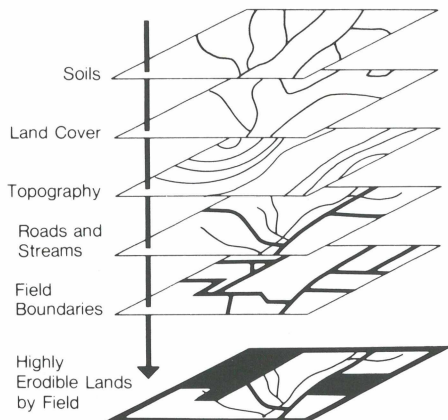 Soils
Land Cover
Topography
Roads and
Streams
Field
Boundaries
Highly
Erodible Lands
by Field